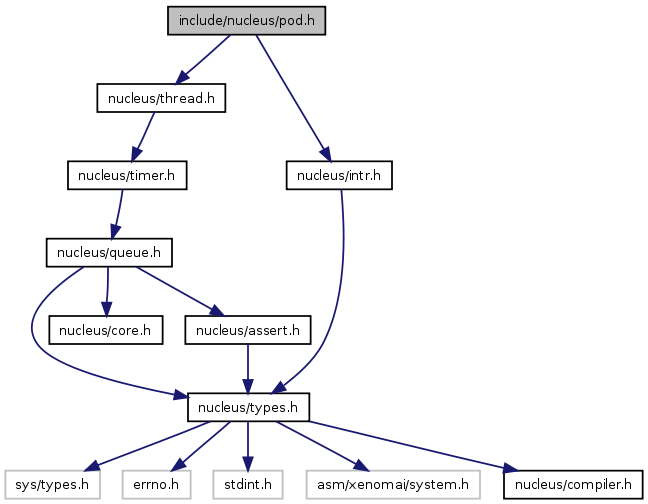 include/nucleus/pod.h
nucleus/thread.h
nucleus/timer.h
nucleus/intr.h
nucleus/queue.h
nucleus/core.h
nucleus/assert.h
nucleus/types.h
sys/types.h
errno.h
stdint.h
asm/xenomai/system.h
nucleus/compiler.h